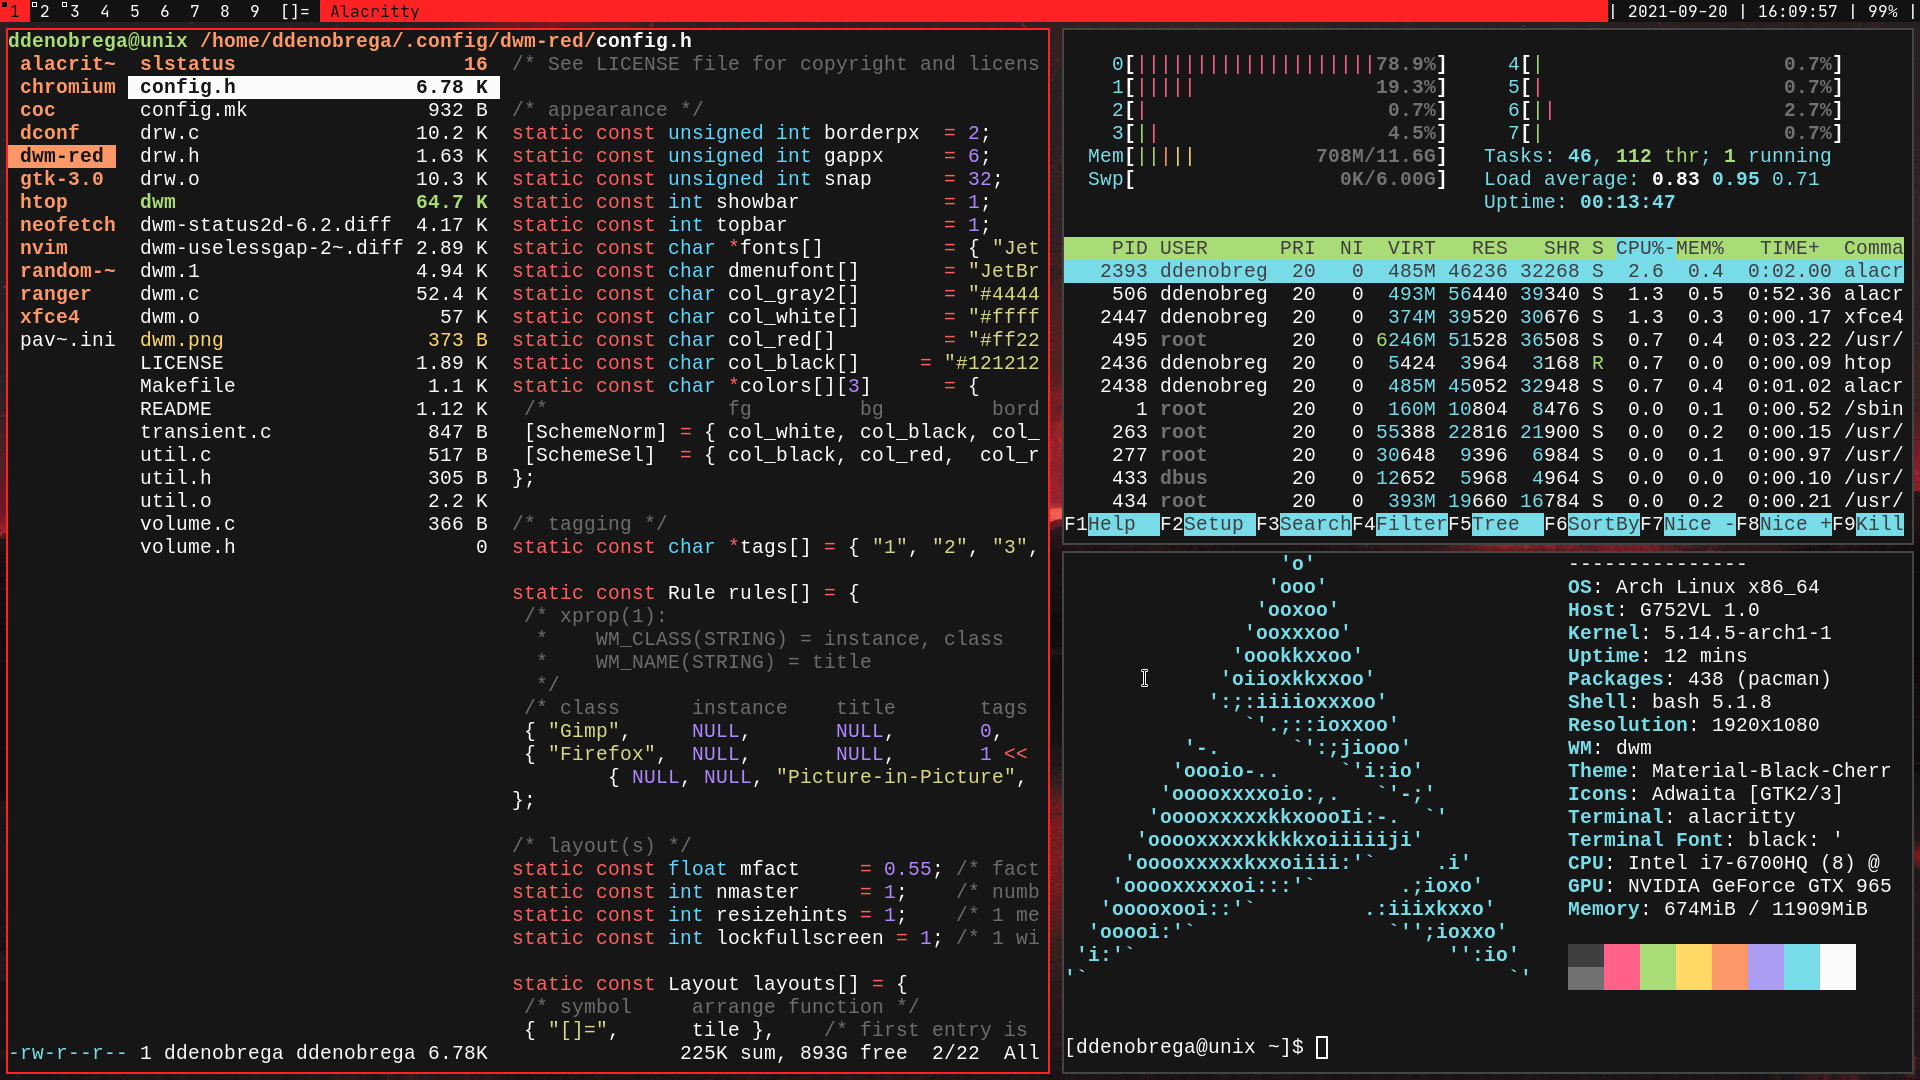 1 2 3 4 5 6 7 8 9 []= Alacritty | 2021-09-20 | 16:09:57 | 99% |
ddenobrega@unix /home/ddenobrega/.config/dwm-red/config.h
alacrit~ slstatus 16
chromium config.h 6.78 K
coc config.mk 932 B
dconf drw.c 10.2 K
dwm-red drw.h 1.63 K
gtk-3.0 drw.o 10.3 K
htop dwm 64.7 K
neofetch dwm-status2d-6.2.diff 4.17 K
nvim dwm-uselessgap-2~.diff 2.89 K
random-~ dwm.1 4.94 K
ranger dwm.c 52.4 K
xfce4 dwm.o 57 K
pav~.ini dwm.png 373 B
LICENSE 1.89 K
Makefile 1.1 K
README 1.12 K
transient.c 847 B
util.c 517 B
util.h 305 B
util.o 2.2 K
volume.c 366 B
volume.h 0
/* See LICENSE file for copyright and licens
/* appearance */
static const unsigned int borderpx = 2;
static const unsigned int gappx = 6;
static const unsigned int snap = 32;
static const int showbar = 1;
static const int topbar = 1;
static const char *fonts[] = { "Jet
static const char dmenufont[] = "JetBr
static const char col_gray2[] = "#4444
static const char col_white[] = "#ffff
static const char col_red[] = "#ff22
static const char col_black[] = "#121212
static const char *colors[][3] = {
/* fg bg bord
[SchemeNorm] = { col_white, col_black, col_
[SchemeSel] = { col_black, col_red, col_r
};
/* tagging */
static const char *tags[] = { "1", "2", "3",
static const Rule rules[] = {
/* xprop(1):
* WM_CLASS(STRING) = instance, class
* WM_NAME(STRING) = title
*/
/* class instance title tags
{ "Gimp", NULL, NULL, 0,
{ "Firefox", NULL, NULL, 1 <<
{ NULL, NULL, "Picture-in-Picture",
};
/* layout(s) */
static const float mfact = 0.55; /* fact
static const int nmaster = 1; /* numb
static const int resizehints = 1; /* 1 me
static const int lockfullscreen = 1; /* 1 wi
static const Layout layouts[] = {
/* symbol arrange function */
{ "[]=", tile }, /* first entry is
-rw-r--r-- 1 ddenobrega ddenobrega 6.78K 225K sum, 893G free 2/22 All
0[||||||||||||||||||||78.9%] 4[| 0.7%]
1[||||| 19.3%] 5[| 0.7%]
2[| 0.7%] 6[|| 2.7%]
3[|| 4.5%] 7[| 0.7%]
Mem[||||| 708M/11.6G] Tasks: 46, 112 thr; 1 running
Swp[ 0K/6.00G] Load average: 0.83 0.95 0.71
Uptime: 00:13:47
PID USER PRI NI VIRT RES SHR S CPU%-MEM% TIME+ Comma
2393 ddenobreg 20 0 485M 46236 32268 S 2.6 0.4 0:02.00 alacr
506 ddenobreg 20 0 493M 56440 39340 S 1.3 0.5 0:52.36 alacr
2447 ddenobreg 20 0 374M 39520 30676 S 1.3 0.3 0:00.17 xfce4
495 root 20 0 6246M 51528 36508 S 0.7 0.4 0:03.22 /usr/
2436 ddenobreg 20 0 5424 3964 3168 R 0.7 0.0 0:00.09 htop
2438 ddenobreg 20 0 485M 45052 32948 S 0.7 0.4 0:01.02 alacr
1 root 20 0 160M 10804 8476 S 0.0 0.1 0:00.52 /sbin
263 root 20 0 55388 22816 21900 S 0.0 0.2 0:00.15 /usr/
277 root 20 0 30648 9396 6984 S 0.0 0.1 0:00.97 /usr/
433 dbus 20 0 12652 5968 4964 S 0.0 0.0 0:00.10 /usr/
434 root 20 0 393M 19660 16784 S 0.0 0.2 0:00.21 /usr/
F1Help F2Setup F3SearchF4FilterF5Tree F6SortByF7Nice -F8Nice +F9Kill
'o' ---------------
'ooo' OS: Arch Linux x86_64
'ooxoo' Host: G752VL 1.0
'ooxxxoo' Kernel: 5.14.5-arch1-1
'oookkxxoo' Uptime: 12 mins
'oiioxkkxxoo' Packages: 438 (pacman)
':;:iiiioxxxoo' Shell: bash 5.1.8
`'.;::ioxxoo' Resolution: 1920x1080
'-. `':;jiooo' WM: dwm
'oooio-.. `'i:io' Theme: Material-Black-Cherr
'ooooxxxxoio:,. `'-;' Icons: Adwaita [GTK2/3]
'ooooxxxxxkkxoooIi:-. `' Terminal: alacritty
'ooooxxxxxkkkkxoiiiiiji' Terminal Font: black: '
'ooooxxxxxkxxoiiii:'` .i' CPU: Intel i7-6700HQ (8) @
'ooooxxxxxoi:::'` .;ioxo' GPU: NVIDIA GeForce GTX 965
'ooooxooi::'` .:iiixkxxo' Memory: 674MiB / 11909MiB
'ooooi:'` `'';ioxxo'
'i:'` '':io'
'` `'
[ddenobrega@unix ~]$